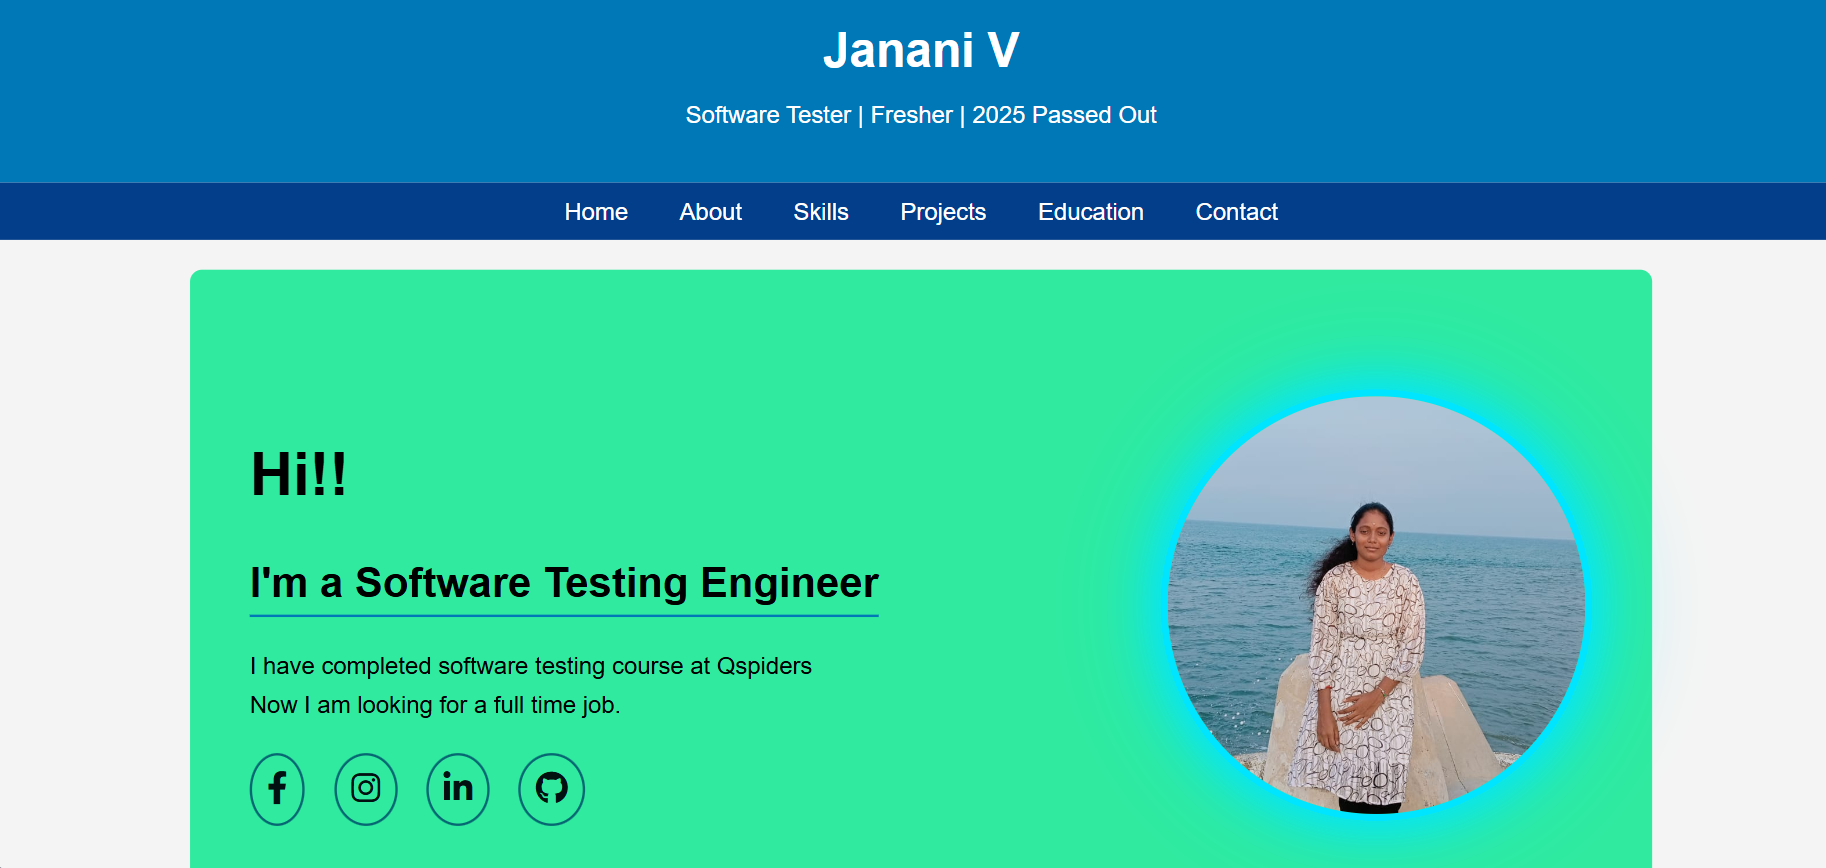 Janani V
Software Tester | Fresher | 2025 Passed Out
Home About Skills Projects Education Contact
Hi!!
I'm a Software Testing Engineer
I have completed software testing course at Qspiders
Now I am looking for a full time job.